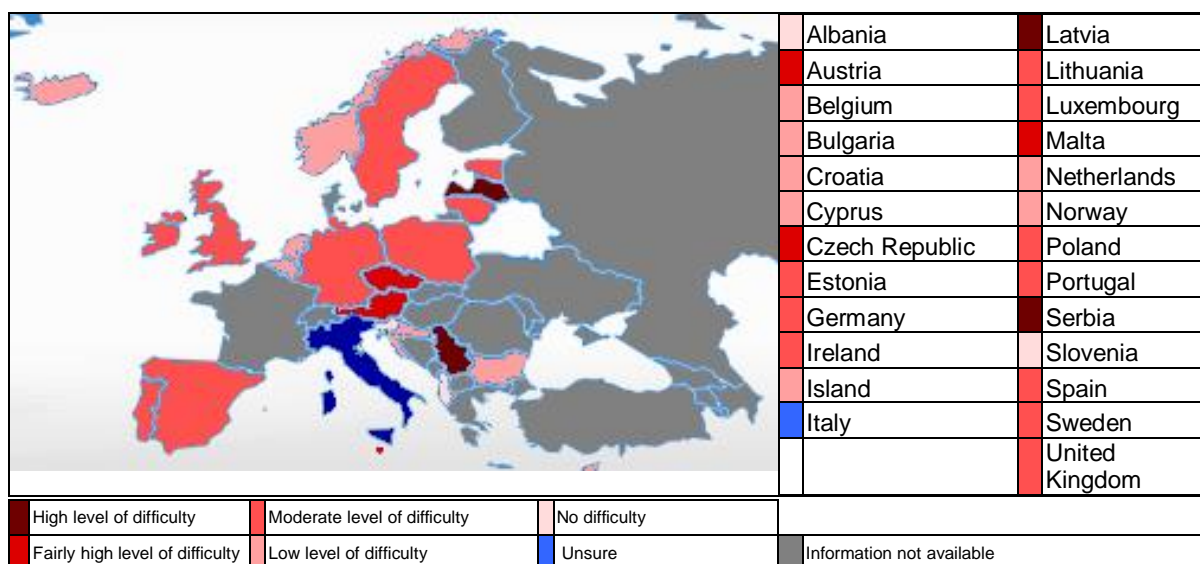 Albania
Latvia
Austria
Lithuania
Belgium
Luxembourg
Bulgaria
Malta
Croatia
Netherlands
Cyprus
Norway
Czech Republic
Poland
Estonia
Portugal
Germany
Serbia
Ireland
Slovenia
Island
Spain
Italy
Sweden
United
Kingdom
High level of difficulty
Moderate level of difficulty
No difficulty
Fairly high level of difficulty
Low level of difficulty
Unsure
Information not available